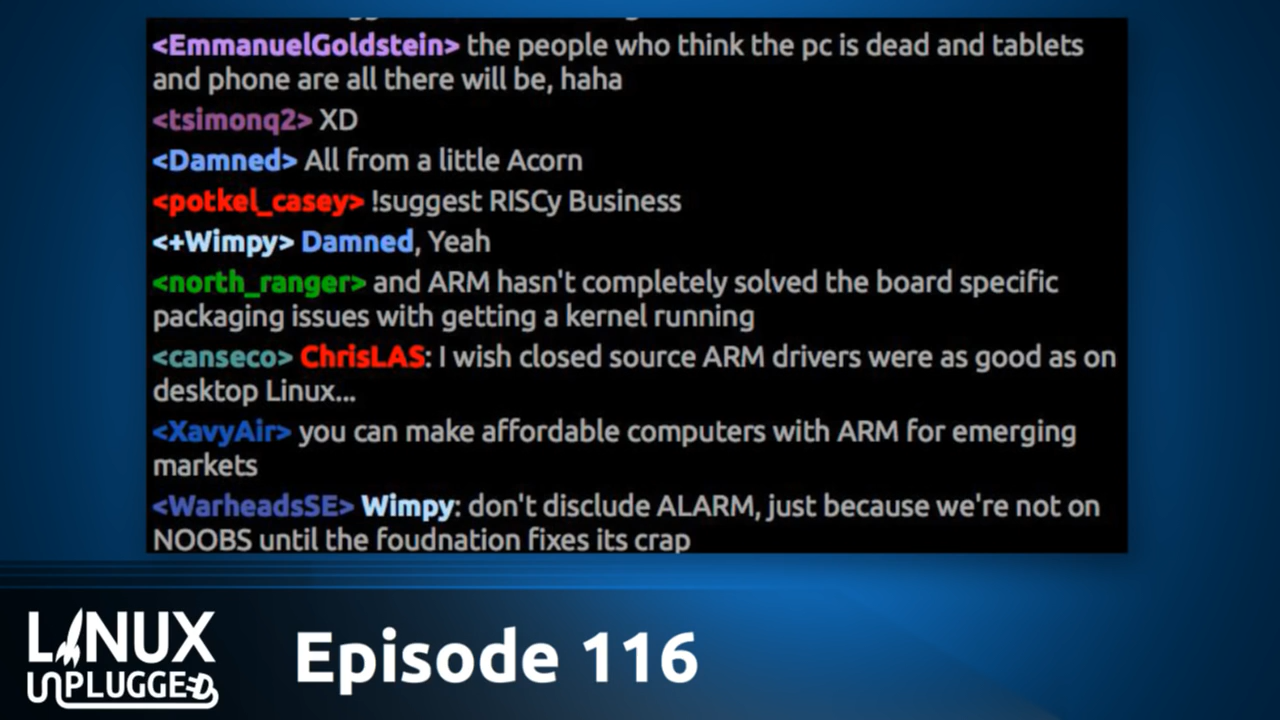 <EmmanuelGoldstein> the people who think the pc is dead and tablets
and phone are all there will be, haha
<tsimonq2> XD
<Damned> All from a little Acorn
<potkel_casey> !suggest RISCy Business
<+Wimpy> Damned, Yeah
<north_ranger> and ARM hasn't completely solved the board specific
packaging issues with getting a kernel running
<canseco> ChrisLAS: I wish closed source ARM drivers were as good as on
desktop Linux...
<XavyAir> you can make affordable computers with ARM for emerging
markets
<WarheadsSE> Wimpy: don't disclude ALARM, just because we're not on
NOOBS until the foudnation fixes its crap
LINUX
UNPLUGGED
Episode 116